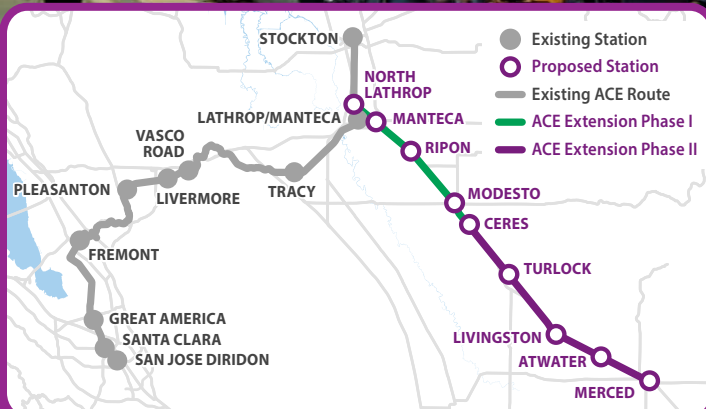 STOCKTON
Existing Station
Proposed Station
Existing ACE Route
ACE Extension Phase I
ACE Extension Phase II
NORTH
LATHROP
LATHROP/MANTECA
MANTECA
VASCO
ROAD
RIPON
PLEASANTON
LIVERMORE
TRACY
MODESTO
CERES
FREMONT
TURLOCK
GREAT AMERICA
SANTA CLARA
SAN JOSE DIRIDON
LIVINGSTON
ATWATER
MERCED